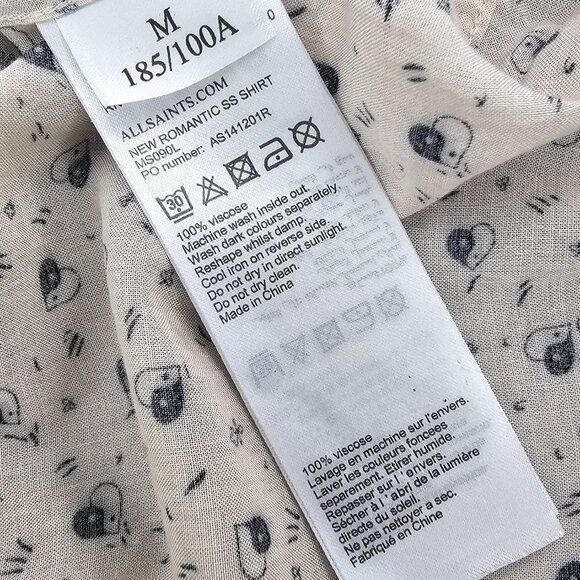 M
185/100A
0
ALLSAINTS.COM
NEW ROMANTIC SS SHIRT
MS090L
PO number: AS141201R
30
100% viscose
Machine wash inside out.
Wash dark colours separately.
Reshape whilst damp.
Cool iron on reverse side.
Do not dry in direct sunlight.
Do not dry clean.
Made in China
100% viscose
Lavage en machine sur l'envers.
Laver les couleurs foncees
separement. Etirer humide.
Repasser sur l'envers.
Sécher à l'abri de la lumière
directe du soleil.
Ne pas nettoyer a sec.
Fabriqué en Chine